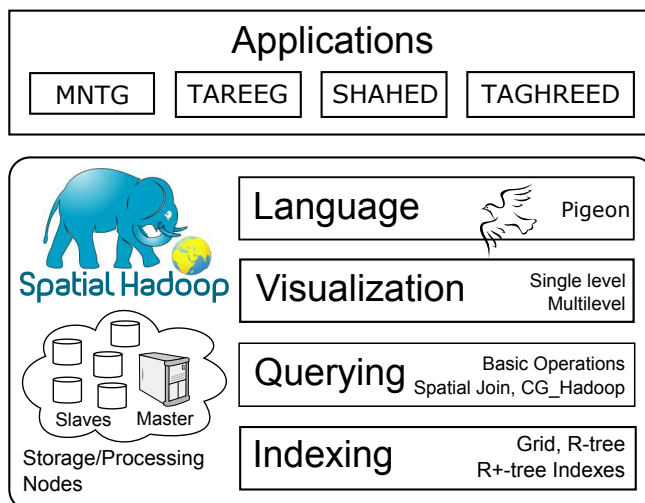 Applications
MNTG TAREEG SHAHED TAGHREED
Spatial Hadoop
Language Pigeon
Visualization Single level
Multilevel
Querying Basic Operations
Spatial Join, CG_Hadoop
Slaves Master
Storage/Processing
Nodes
Indexing Grid, R-tree
R+-tree Indexes